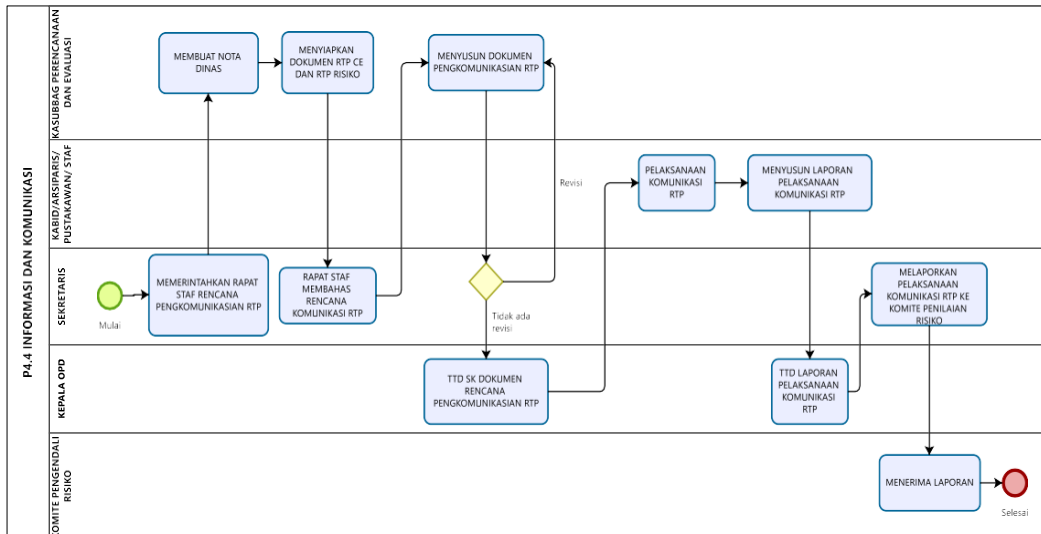 P4.4 INFORMASI DAN KOMUNIKASI
KASUBBAG PERENCANAAN
DAN EVALUASI
MEMBUAT NOTA
DINAS
MENYIAPKAN
DOKUMEN RTP CE
DAN RTP RISIKO
MENYUSUN DOKUMEN
PENGKOMUNIKASIAN RTP
KABID/ARSIPARIS/
PUSTAKAWAN/ STAF
Revisi
PELAKSANAAN
KOMUNIKASI
RTP
MENYUSUN LAPORAN
PELAKSANAAN
KOMUNIKASI RTP
SEKRETARIS
Mulai
MEMERINTAHKAN RAPAT
STAF RENCANA
PENGKOMUNIKASIAN RTP
RAPAT STAF
MEMBAHAS
RENCANA
KOMUNIKASI RTP
Tidak ada
revisi
MELAPORKAN
PELAKSANAAN
KOMUNIKASI RTP KE
KOMITE PENILAIAN
RISIKO
KEPALA OPD
TTD SK DOKUMEN
RENCANA
PENGKOMUNIKASIAN RTP
TTD LAPORAN
PELAKSANAAN
KOMUNIKASI
RTP
KOMITE PENGENDALI
RISIKO
MENERIMA LAPORAN
Selesai